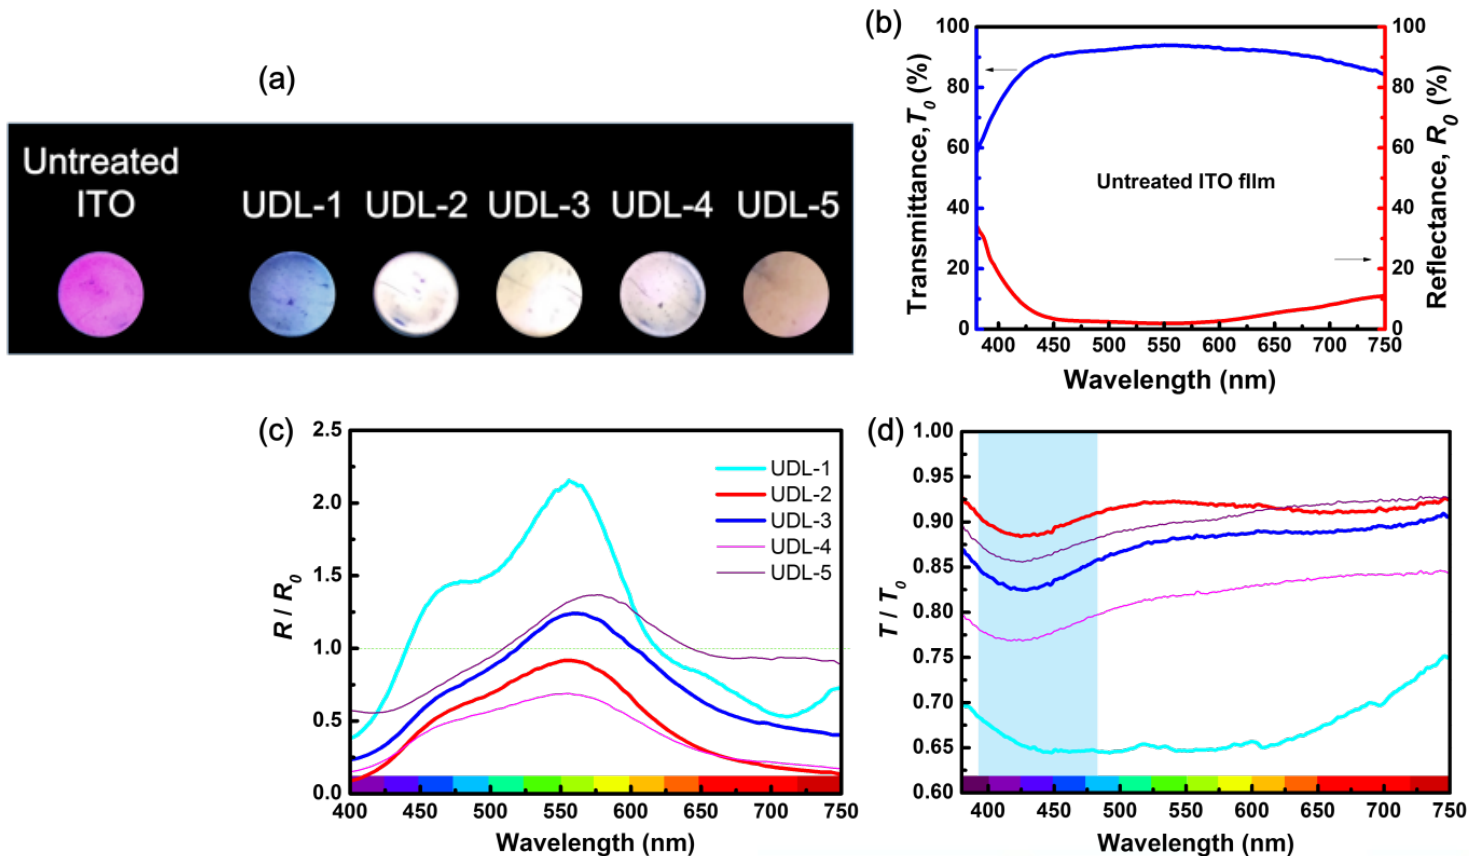 (a)
Untreated
ITO
UDL-1
UDL-2
UDL-3
UDL-4
UDL-5
(b)
Transmittance, T0 (%)
100
80
60
40
20
0
Untreated ITO fIlm
100
80
60
40
20
0
Reflectance, R0 (%)
400 450 500 550 600 650 700 750
Wavelength (nm)
(c)
R / R0
2.5
2.0
1.5
1.0
0.5
0.0
UDL-1
UDL-2
UDL-3
UDL-4
UDL-5
400 450 500 550 600 650 700 750
Wavelength (nm)
(d)
T / T0
1.00
0.95
0.90
0.85
0.80
0.75
0.70
0.65
0.60
400 450 500 550 600 650 700 750
Wavelength (nm)